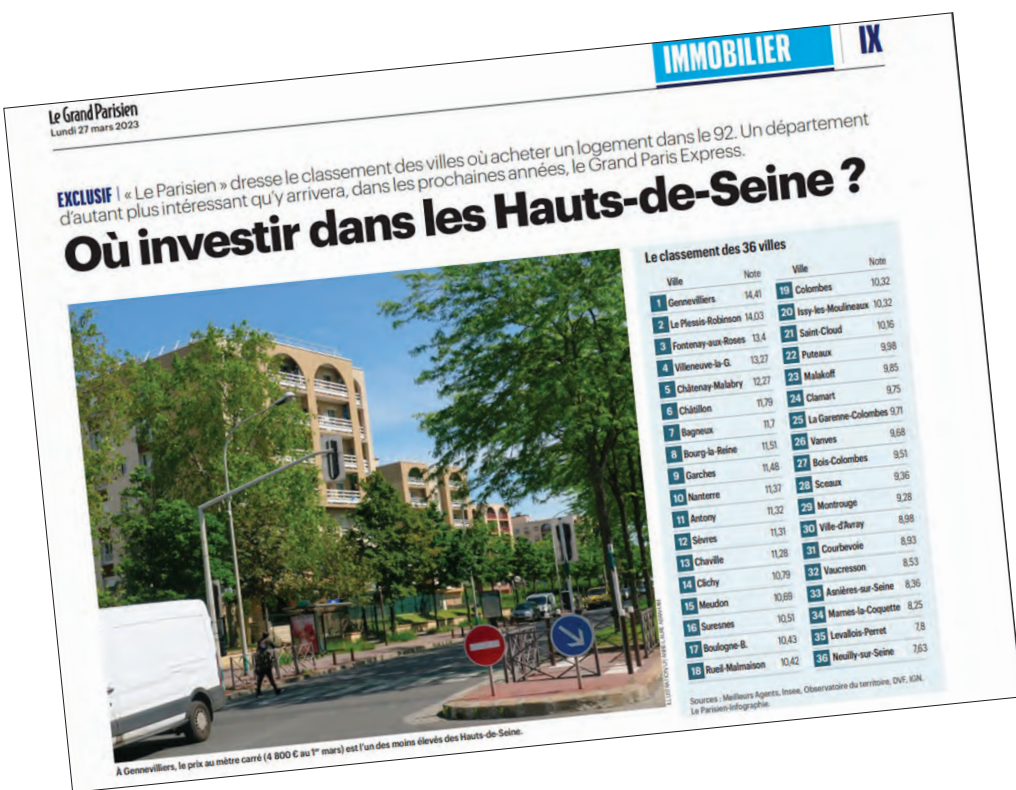 IMMOBILIER
IX
Le Grand Parisien
Lundi 27 mars 2023
EXCLUSIF | « Le Parisien » dresse le classement des villes où acheter un logement dans le 92. Un département
d'autant plus intéressant qu'y arrivera, dans les prochaines années, le Grand Paris Express.
Où investir dans les Hauts-de-Seine ?
Le classement des 36 villes
Ville Note
1 Gennevilliers 14,41
2 Le Plessis-Robinson 14,03
3 Fontenay-aux-Roses 13,4
4 Villeneuve-la-G. 13,27
5 Châtenay-Malabry 12,27
6 Châtillon 11,79
7 Bagneux 11,7
8 Bourg-la-Reine 11,51
9 Garches 11,48
10 Nanterre 11,37
11 Antony 11,32
12 Sèvres 11,31
13 Chaville 11,28
14 Clichy 10,79
15 Meudon 10,69
16 Suresnes 10,51
17 Boulogne-B. 10,43
18 Rueil-Malmaison 10,42
Ville Note
19 Colombes 10,32
20 Issy-les-Moulineaux 10,32
21 Saint-Cloud 10,16
22 Puteaux 9,98
23 Malakoff 9,85
24 Clamart 9,75
25 La Garenne-Colombes 9,71
26 Vanves 9,68
27 Bois-Colombes 9,51
28 Sceaux 9,36
29 Montrouge 9,28
30 Ville-d'Avray 8,98
31 Courbevoie 8,93
32 Vaucresson 8,53
33 Asnières-sur-Seine 8,36
34 Marnes-la-Coquette 8,25
35 Levallois-Perret 7,8
36 Neuilly-sur-Seine 7,63
Sources : Meilleurs Agents, Insee, Observatoire du territoire, DVF, IGN.
Le Parisien-Infographie.
À Gennevilliers, le prix au mètre carré (4 800 € au 1er mars) est l'un des moins élevés des Hauts-de-Seine.